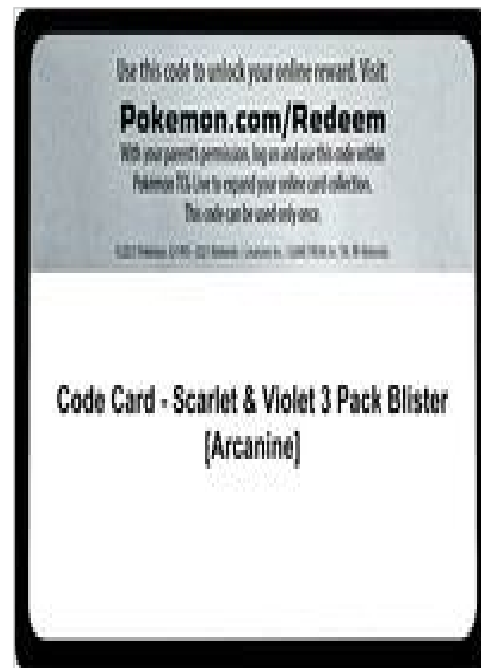 Use this code to unlock your online reward. Visit:
Pokemon.com/Redeem
With your parent's permission, log on and use this code within
Pokémon TCG Live to expand your online card collection.
This code can be used only once.
Code Card - Scarlet & Violet 3 Pack Blister
[Arcanine]